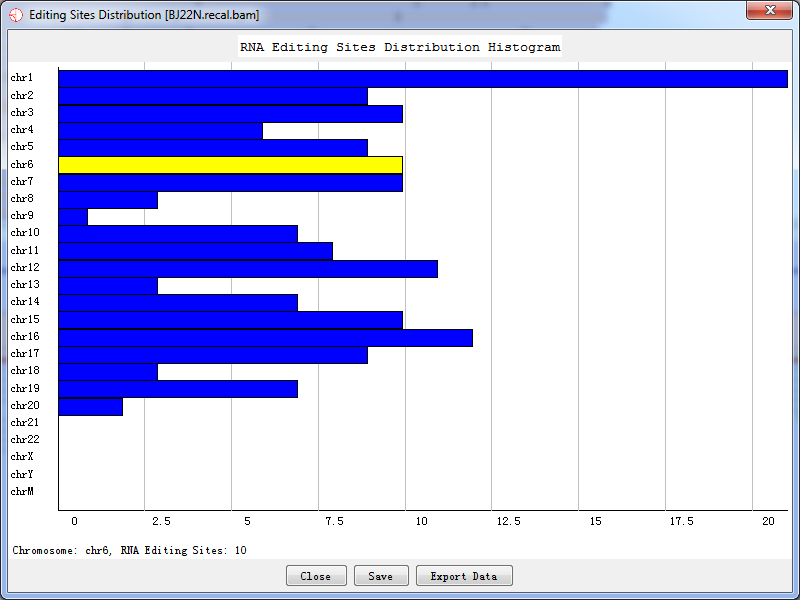 Editing Sites Distribution [BJ22N.recal.bam]
RNA Editing Sites Distribution Histogram
chr1
chr2
chr3
chr4
chr5
chr6
chr7
chr8
chr9
chr10
chr11
chr12
chr13
chr14
chr15
chr16
chr17
chr18
chr19
chr20
chr21
chr22
chrX
chrY
chrM
0 2.5 5 7.5 10 12.5 15 17.5 20
Chromosome: chr6, RNA Editing Sites: 10
Close Save Export Data